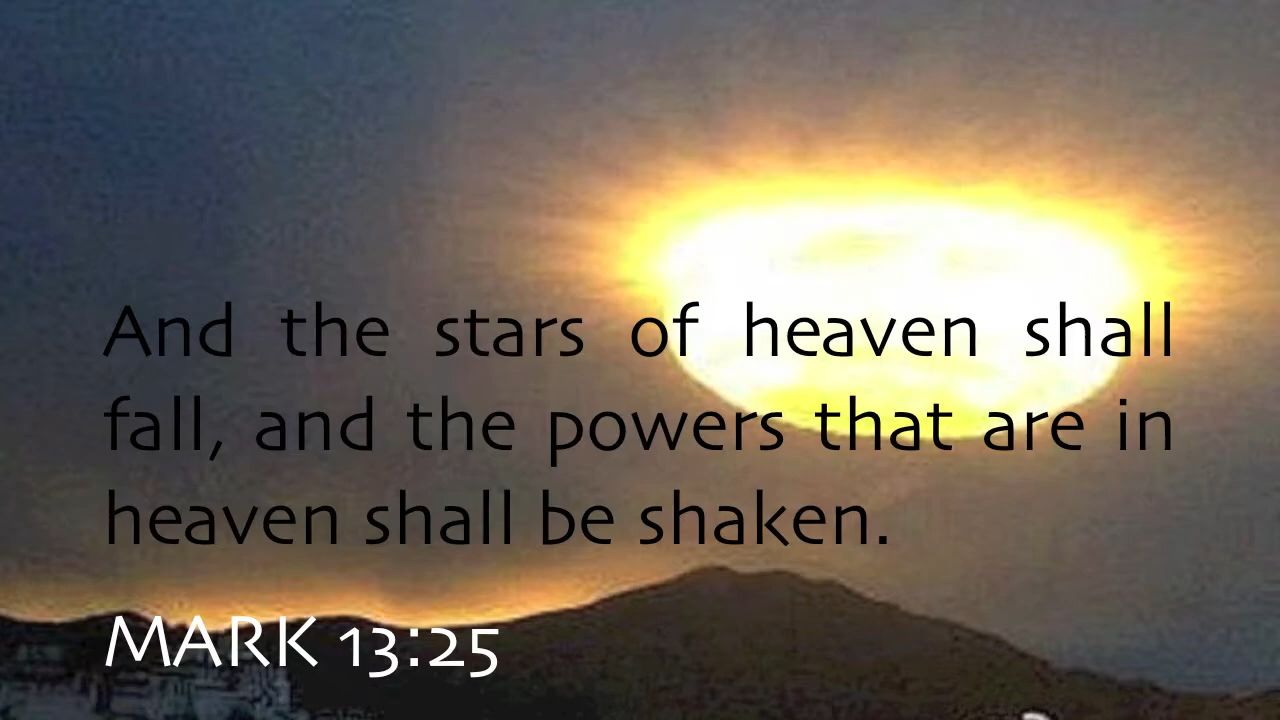 And the stars of heaven shall
fall, and the powers that are in
heaven shall be shaken.
MARK 13:25